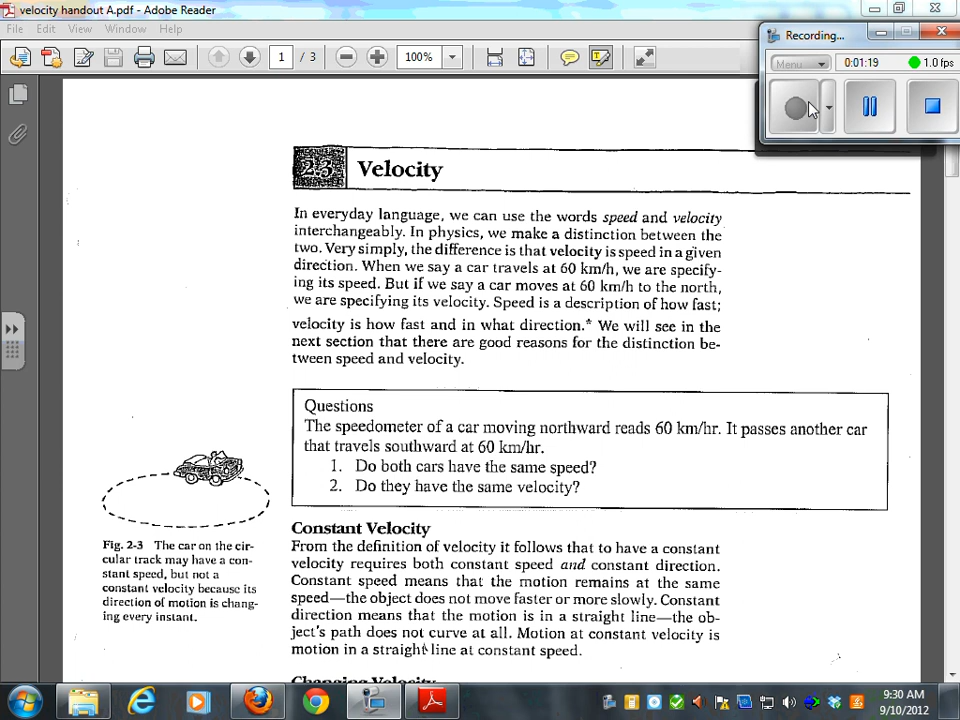 velocity handout A.pdf - Adobe Reader
File Edit View Window Help
1 / 3 100%
Recording...
Menu 0:01:19 1.0 fps
2.3 Velocity
In everyday language, we can use the words speed and velocity
interchangeably. In physics, we make a distinction between the
two. Very simply, the difference is that velocity is speed in a given
direction. When we say a car travels at 60 km/h, we are specify-
ing its speed. But if we say a car moves at 60 km/h to the north,
we are specifying its velocity. Speed is a description of how fast;
velocity is how fast and in what direction.* We will see in the
next section that there are good reasons for the distinction be-
tween speed and velocity.
Questions
The speedometer of a car moving northward reads 60 km/hr. It passes another car
that travels southward at 60 km/hr.
1. Do both cars have the same speed?
2. Do they have the same velocity?
Fig. 2-3 The car on the cir-
cular track may have a con-
stant speed, but not a
constant velocity because its
direction of motion is chang-
ing every instant.
Constant Velocity
From the definition of velocity it follows that to have a constant
velocity requires both constant speed and constant direction.
Constant speed means that the motion remains at the same
speed—the object does not move faster or more slowly. Constant
direction means that the motion is in a straight line—the ob-
ject's path does not curve at all. Motion at constant velocity is
motion in a straight line at constant speed.
Changing Velocity
9:30 AM
9/10/2012